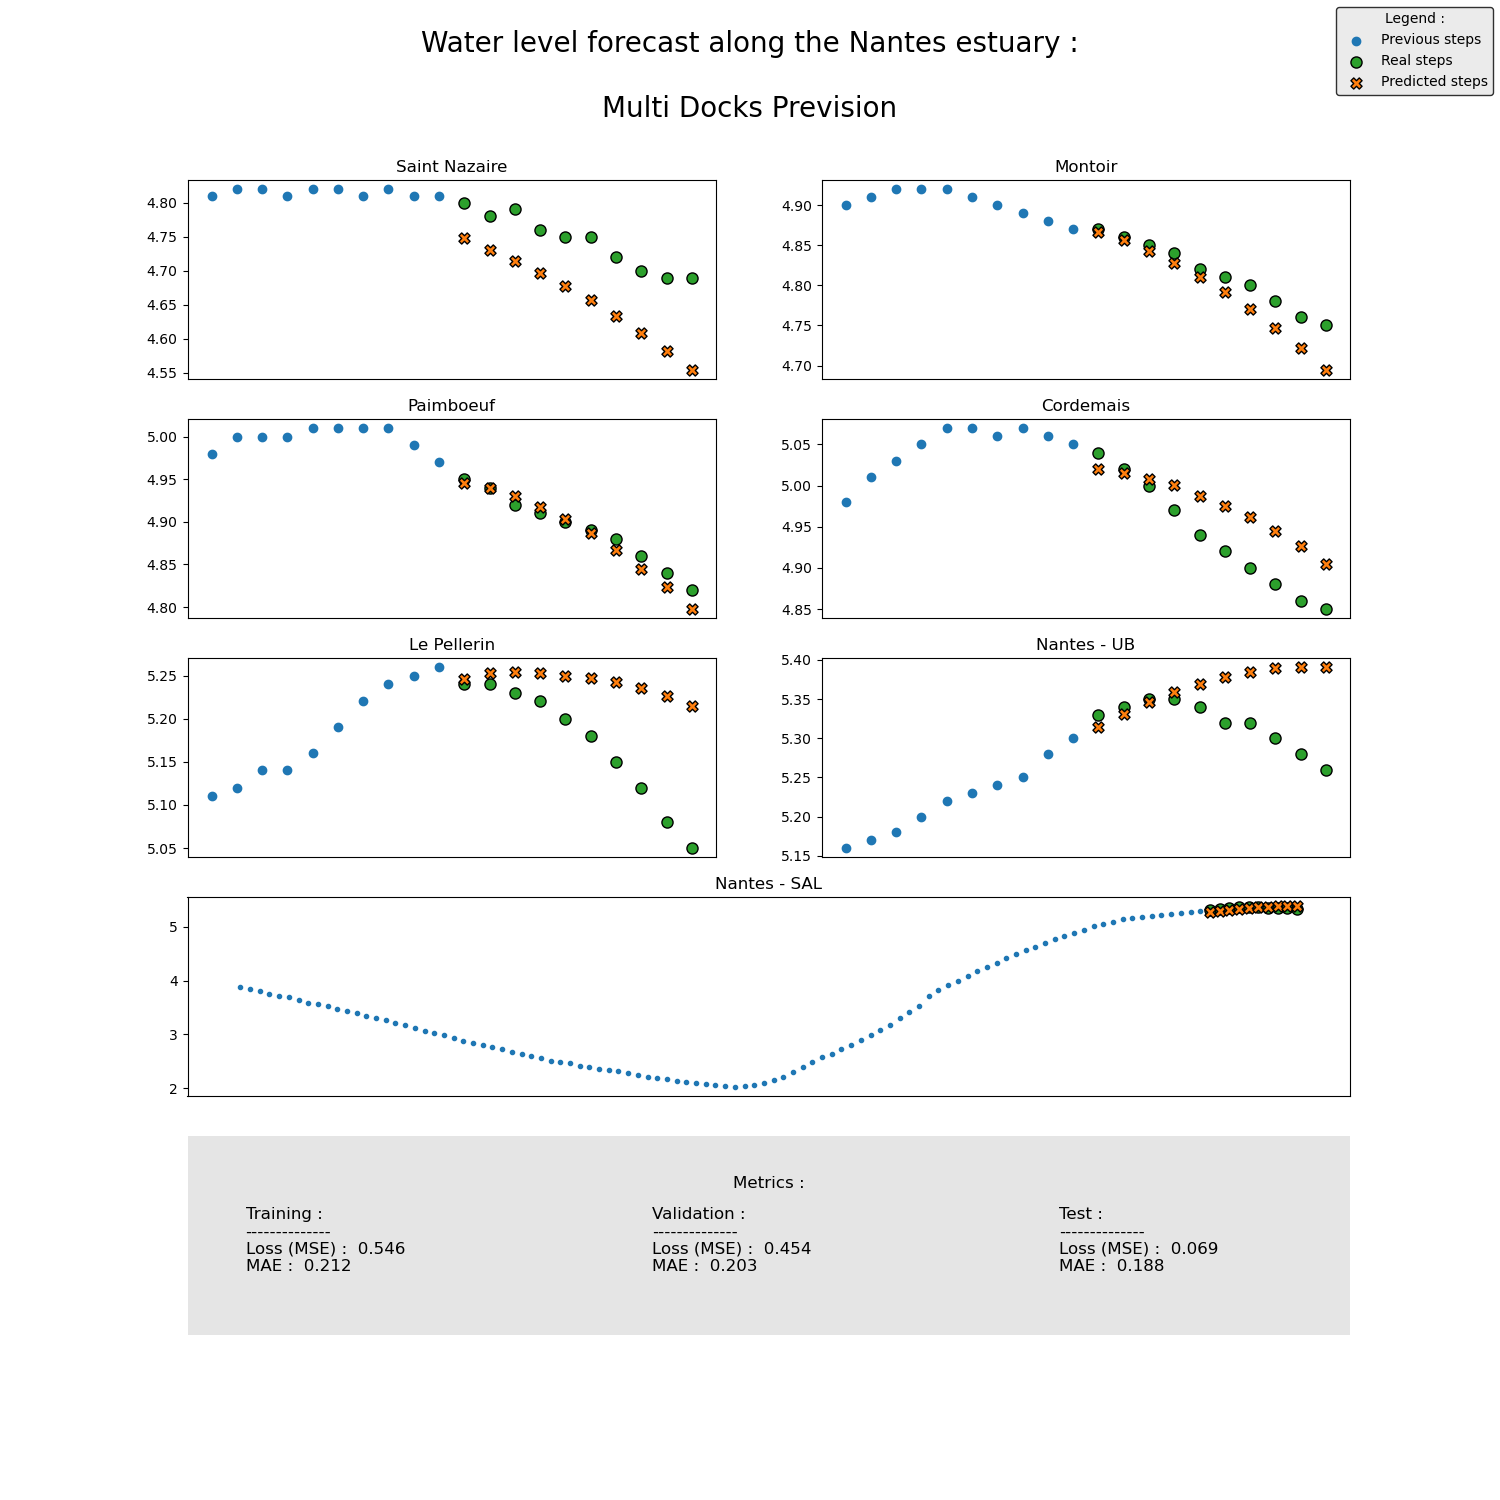 Water level forecast along the Nantes estuary :
Multi Docks Prevision
Legend :
Previous steps
Real steps
Predicted steps
Saint Nazaire
4.80
4.75
4.70
4.65
4.60
4.55
Montoir
4.90
4.85
4.80
4.75
4.70
Paimboeuf
5.00
4.95
4.90
4.85
4.80
Cordemais
5.05
5.00
4.95
4.90
4.85
Le Pellerin
5.25
5.20
5.15
5.10
5.05
Nantes - UB
5.40
5.35
5.30
5.25
5.20
5.15
Nantes - SAL
5
4
3
2
Metrics :
Training :
--------------
Loss (MSE) :  0.546
MAE :  0.212
Validation :
--------------
Loss (MSE) :  0.454
MAE :  0.203
Test :
--------------
Loss (MSE) :  0.069
MAE :  0.188